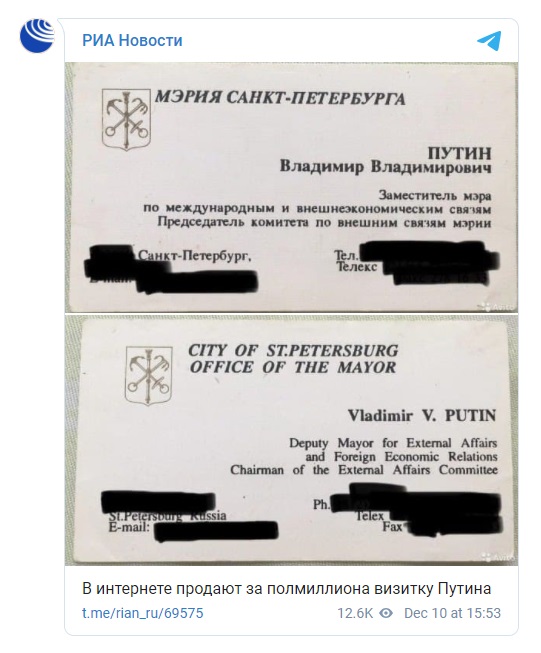 РИА Новости
МЭРИЯ САНКТ-ПЕТЕРБУРГА
ПУТИН
Владимир Владимирович
Заместитель мэра
по международным и внешнеэкономическим связям
Председатель комитета по внешним связям мэрии
Санкт-Петербург,
Тел.
Телекс
E-mail
Avito
CITY OF ST.PETERSBURG
OFFICE OF THE MAYOR
Vladimir V. PUTIN
Deputy Mayor for External Affairs
and Foreign Economic Relations
Chairman of the External Affairs Committee
St.Petersburg Russia
E-mail:
Ph.
Telex
Fax
Avito
В интернете продают за полмиллиона визитку Путина
t.me/rian_ru/69575
12.6K
Dec 10 at 15:53